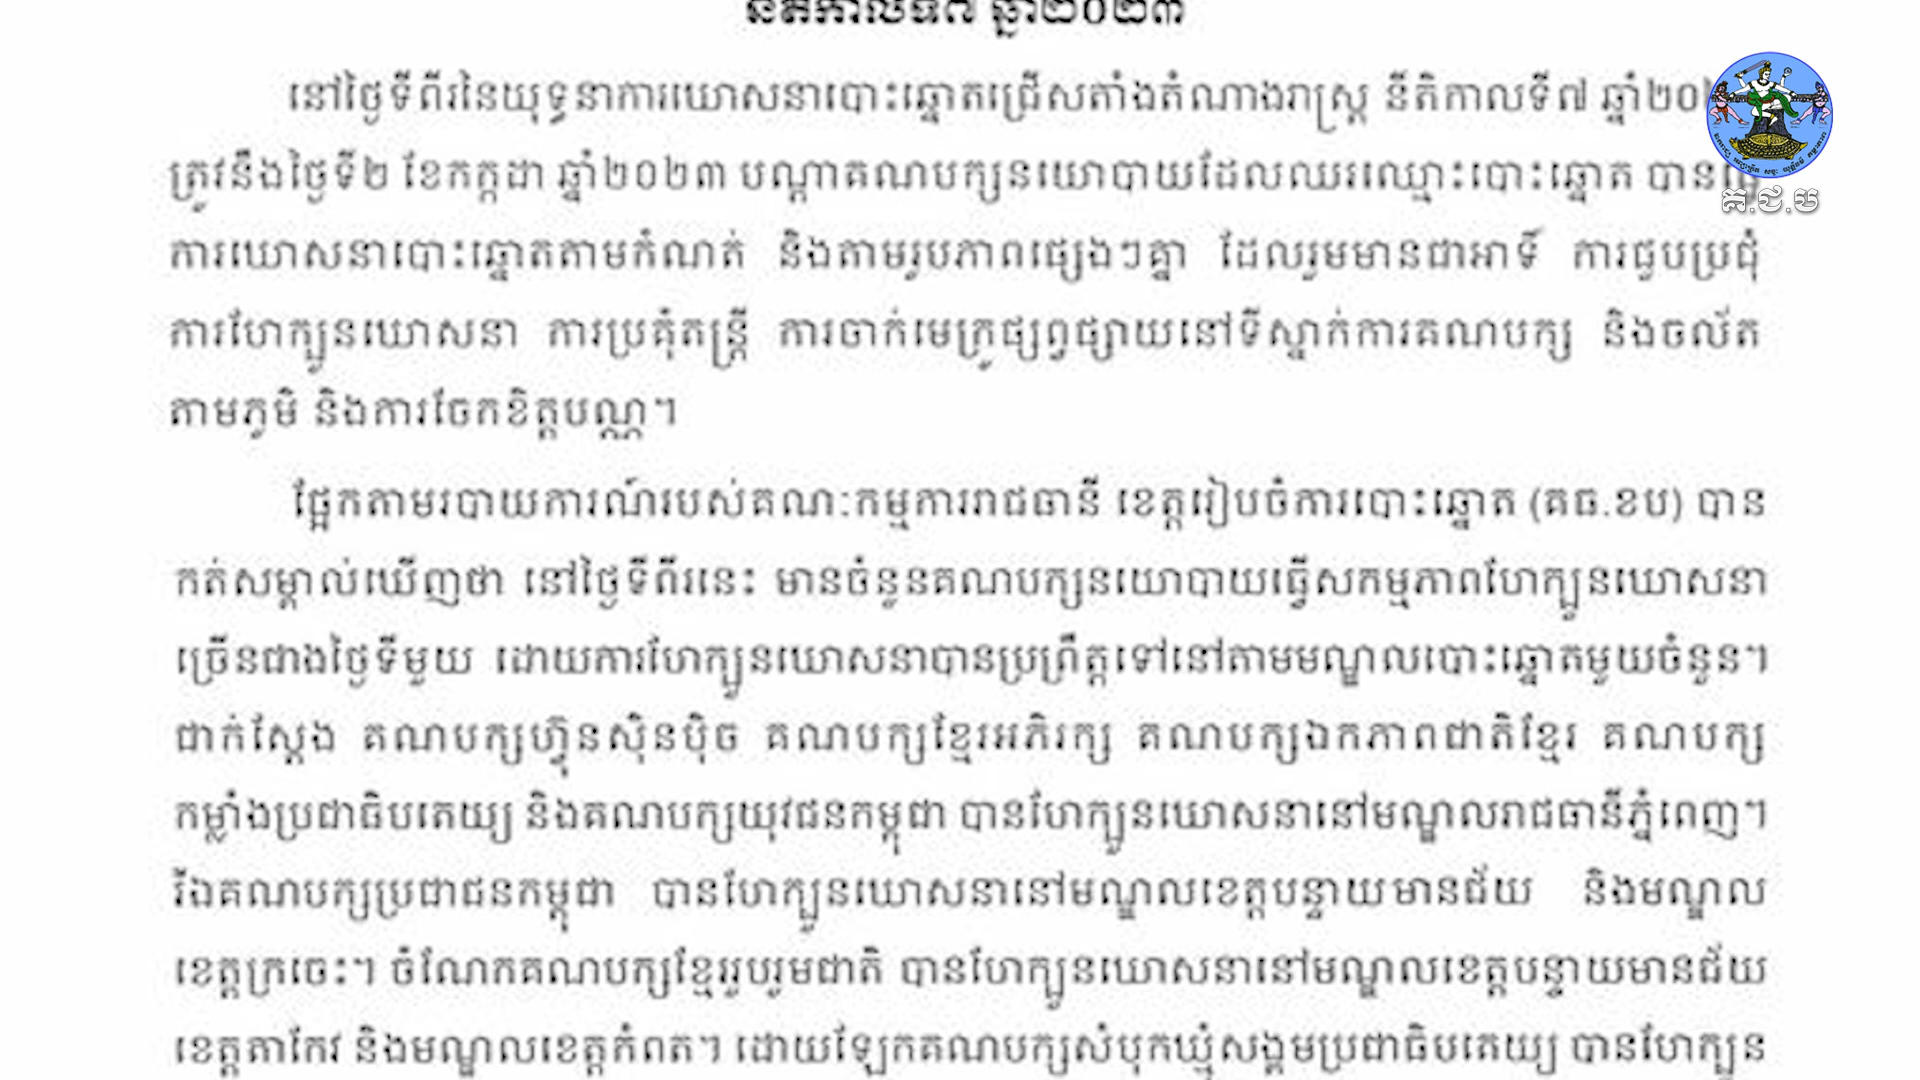 នីតិកាលទី៧ ឆ្នាំ២០២៣
នៅថ្ងៃទីពីរនៃយុទ្ធនាការឃោសនាបោះឆ្នោតជ្រើសតាំងតំណាងរាស្ត្រ នីតិកាលទី៧
ត្រូវនឹងថ្ងៃទី២ ខែកក្កដា ឆ្នាំ២០២៣ បណ្តាគណបក្សនយោបាយដែលឈរឈ្មោះបោះឆ្នោត
ការឃោសនាបោះឆ្នោតតាមកំណត់ និងតាមរូបភាពផ្សេងៗគ្នា ដែលរួមមានជាអាទិ៍ ការជួបប្រជុំ
ការហែក្បួនឃោសនា ការប្រគុំតន្ត្រី ការចាក់មេក្រូផ្សព្វផ្សាយនៅទីស្នាក់ការគណបក្ស និងចល័ត
តាមភូមិ និងការចែកខិត្តបណ្ណ។
ផ្អែកតាមរបាយការណ៍របស់គណៈកម្មការរាជធានី ខេត្តរៀបចំការបោះឆ្នោត (គធ.ខប) បាន
កត់សម្គាល់ឃើញថា នៅថ្ងៃទីពីរនេះ មានចំនួនគណបក្សនយោបាយធ្វើសកម្មភាពហែក្បួនឃោសនា
ច្រើនជាងថ្ងៃទីមួយ ដោយការហែក្បួនឃោសនាបានប្រព្រឹត្តទៅនៅតាមមណ្ឌលបោះឆ្នោតមួយចំនួន។
ជាក់ស្តែង គណបក្សហ៊្វុនស៊ិនប៉ិច គណបក្សខ្មែរអភិរក្ស គណបក្សឯកភាពជាតិខ្មែរ គណបក្ស
កម្លាំងប្រជាធិបតេយ្យ និងគណបក្សយុវជនកម្ពុជា បានហែក្បួនឃោសនានៅមណ្ឌលរាជធានីភ្នំពេញ។
រីឯគណបក្សប្រជាជនកម្ពុជា បានហែក្បួនឃោសនានៅមណ្ឌលខេត្តបន្ទាយមានជ័យ និងមណ្ឌល
ខេត្តក្រចេះ។ ចំណែកគណបក្សខ្មែររួបរួមជាតិ បានហែក្បួនឃោសនានៅមណ្ឌលខេត្តបន្ទាយមានជ័យ
ខេត្តតាកែវ និងមណ្ឌលខេត្តកំពត។ ដោយឡែកគណបក្សសំបុកឃ្មុំសង្គមប្រជាធិបតេយ្យ បានហែក្បួន
គ.ជ.ប